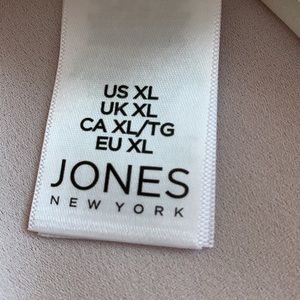 US XL
UK XL
CA XL/TG
EU XL
JONES
NEW YORK